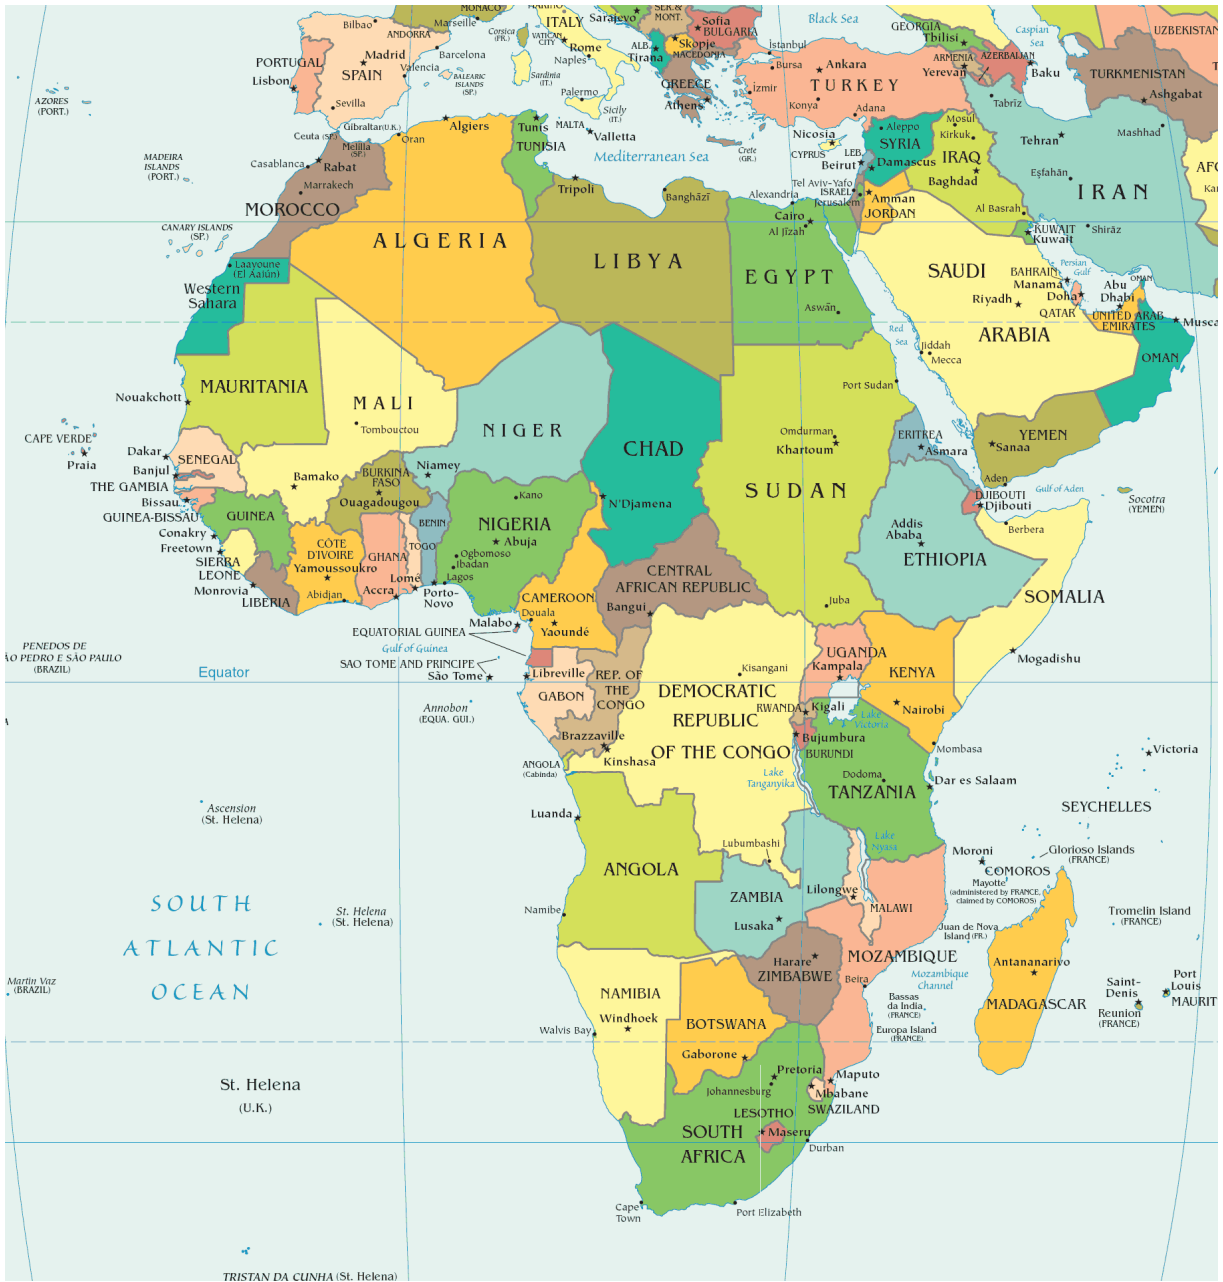 Bilbao
ANDORRA
MONACO
Marseille
Corsica
(FR.)
VATICAN
CITY
ITALY
Rome
Naples
Sarajevo
SER. &
MONT.
Sofia
BULGARIA
Skopje
MACEDONIA
ALB.
Tirana
Black Sea
GEORGIA
Tbilisi
Caspian
Sea
UZBEKISTAN
PORTUGAL
Lisbon
Madrid
SPAIN
Barcelona
Valencia
BALEARIC
ISLANDS
(SP.)
Sardinia
(IT.)
Palermo
Sicily
(IT.)
GREECE
Athens
İstanbul
Bursa
İzmir
Ankara
TURKEY
Konya
Adana
ARMENIA
Yerevan
AZERBAIJAN
Baku
TURKMENISTAN
Ashgabat
Tabrīz
AZORES
(PORT.)
Sevilla
Gibraltar(U.K.)
Ceuta (SP.)
Melilla
(SP.)
Oran
Algiers
Tunis
TUNISIA
MALTA
Valletta
Mediterranean Sea
Crete
(GR.)
Nicosia
CYPRUS
LEB.
Beirut
Aleppo
SYRIA
Damascus
Mosul
Kirkuk
IRAQ
Baghdad
Tehran
Mashhad
Eşfahān
IRAN
MADEIRA
ISLANDS
(PORT.)
Casablanca
Rabat
Marrakech
MOROCCO
Tripoli
Banghāzī
Alexandria
Tel Aviv-Yafo
ISRAEL
Jerusalem
Amman
JORDAN
Cairo
Al Jīzah
Al Basrah
KUWAIT
Kuwait
Shīrāz
CANARY ISLANDS
(SP.)
Laayoune
(El Aaiún)
Western
Sahara
ALGERIA
LIBYA
EGYPT
Aswān
SAUDI
ARABIA
Riyadh
BAHRAIN
Manama
Persian
Gulf
Doha
QATAR
Abu
Dhabi
OMAN
UNITED ARAB
EMIRATES
Musca
OMAN
Red
Sea
Jiddah
Mecca
MAURITANIA
Nouakchott
MALI
Tombouctou
NIGER
CHAD
Port Sudan
Omdurman
Khartoum
SUDAN
ERITREA
Asmara
YEMEN
Sanaa
Aden
Gulf of Aden
Socotra
(YEMEN)
CAPE VERDE
Praia
Dakar
SENEGAL
Banjul
THE GAMBIA
Bissau
GUINEA-BISSAU
Bamako
BURKINA
FASO
Ouagadougou
Niamey
Kano
N'Djamena
DJIBOUTI
Djibouti
Berbera
GUINEA
Conakry
Freetown
SIERRA
LEONE
Monrovia
LIBERIA
CÔTE
D'IVOIRE
Yamoussoukro
Abidjan
GHANA
Accra
TOGO
Lomé
BENIN
Porto-
Novo
NIGERIA
Abuja
Ogbomoso
Ibadan
Lagos
CAMEROON
Douala
Yaoundé
CENTRAL
AFRICAN REPUBLIC
Bangui
Juba
Addis
Ababa
ETHIOPIA
SOMALIA
Mogadishu
Malabo
EQUATORIAL GUINEA
Gulf of Guinea
SAO TOME AND PRINCIPE
São Tome
Annobon
(EQUA. GUI.)
Libreville
GABON
REP. OF
THE
CONGO
Brazzaville
Kinshasa
ANGOLA
(Cabinda)
Kisangani
DEMOCRATIC
REPUBLIC
OF THE CONGO
UGANDA
Kampala
KENYA
Nairobi
RWANDA
Kigali
Bujumbura
BURUNDI
Lake
Victoria
Mombasa
PENEDOS DE
ÃO PEDRO E SÃO PAULO
(BRAZIL)
Equator
Lake
Tanganyika
Dodoma
TANZANIA
Dar es Salaam
Victoria
SEYCHELLES
Ascension
(St. Helena)
Luanda
ANGOLA
Lubumbashi
Lake
Nyasa
Moroni
COMOROS
Glorioso Islands
(FRANCE)
Mayotte
(administered by FRANCE,
claimed by COMOROS)
ZAMBIA
Lusaka
Lilongwe
MALAWI
Namibe
SOUTH
ATLANTIC
OCEAN
St. Helena
(St. Helena)
Martin Vaz
(BRAZIL)
Harare
ZIMBABWE
MOZAMBIQUE
Beira
Mozambique
Channel
Juan de Nova
Island (FR.)
Tromelin Island
(FRANCE)
Antananarivo
MADAGASCAR
Bassas
da India
(FRANCE)
Europa Island
(FRANCE)
Saint-
Denis
Reunion
(FRANCE)
Port
Louis
MAURIT
NAMIBIA
Windhoek
Walvis Bay
BOTSWANA
Gaborone
Pretoria
Johannesburg
Maputo
Mbabane
SWAZILAND
LESOTHO
Maseru
SOUTH
AFRICA
Durban
Cape
Town
Port Elizabeth
St. Helena
(U.K.)
TRISTAN DA CUNHA (St. Helena)